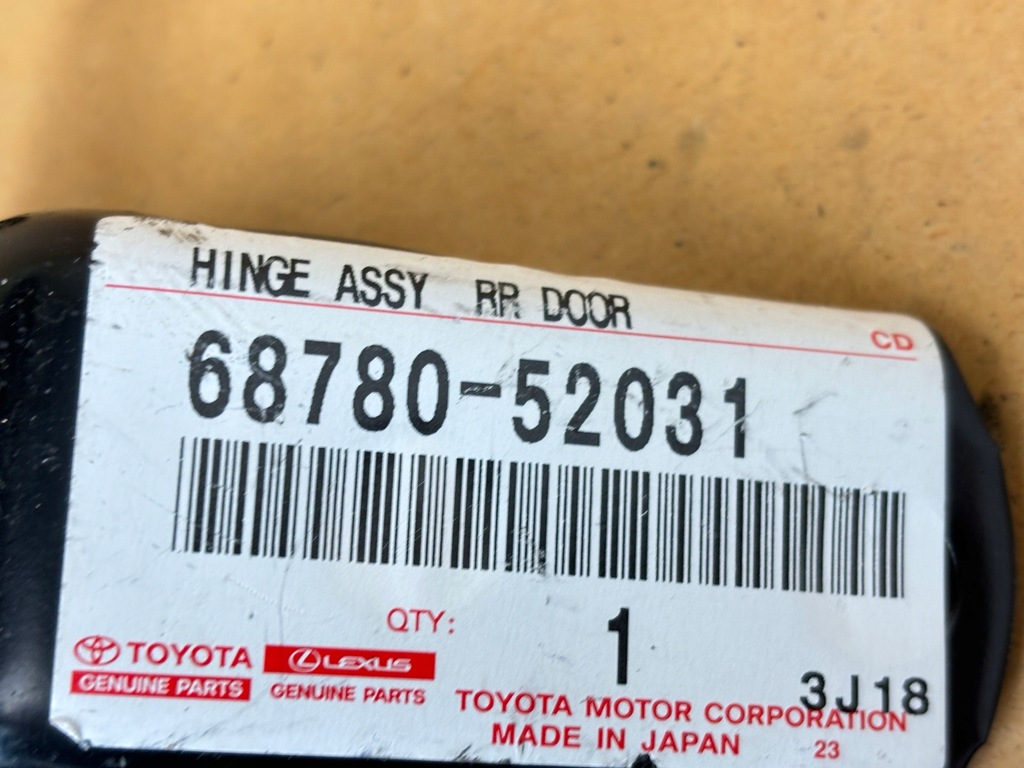 HINGE ASSY RR DOOR
CD
68780-52031
QTY: 1
TOYOTA LEXUS
GENUINE PARTS GENUINE PARTS
3J18
TOYOTA MOTOR CORPORATION
MADE IN JAPAN 23